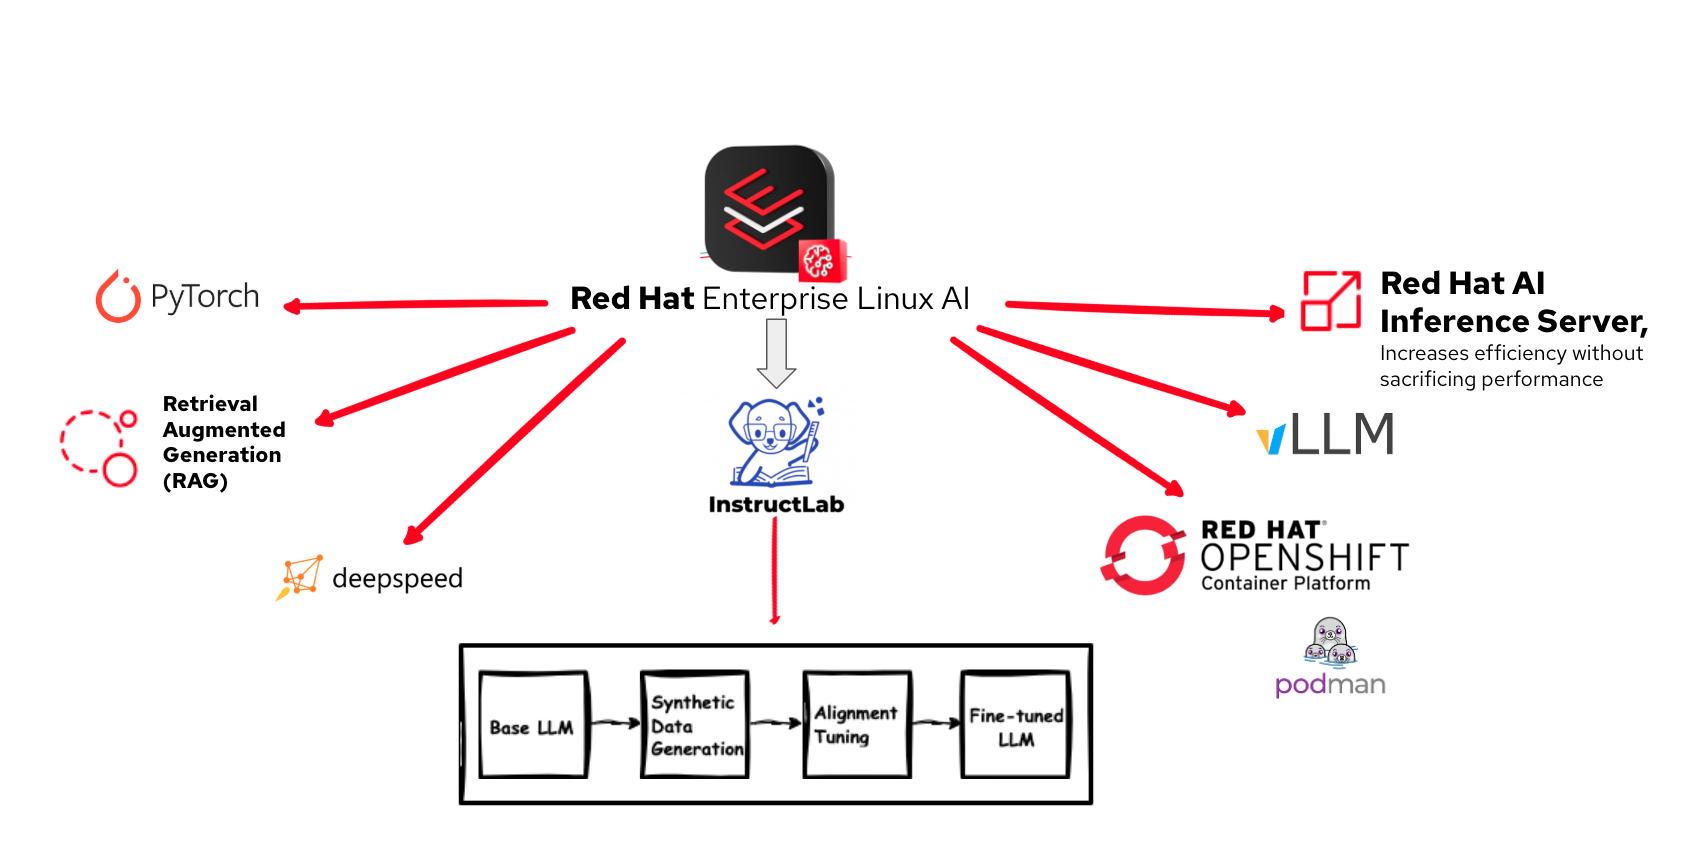 Red Hat Enterprise Linux AI
PyTorch
Retrieval
Augmented
Generation
(RAG)
deepspeed
InstructLab
Red Hat AI
Inference Server,
Increases efficiency without
sacrificing performance
vLLM
RED HAT®
OPENSHIFT
Container Platform
podman
Base LLM
Synthetic
Data
Generation
Alignment
Tuning
Fine-tuned
LLM